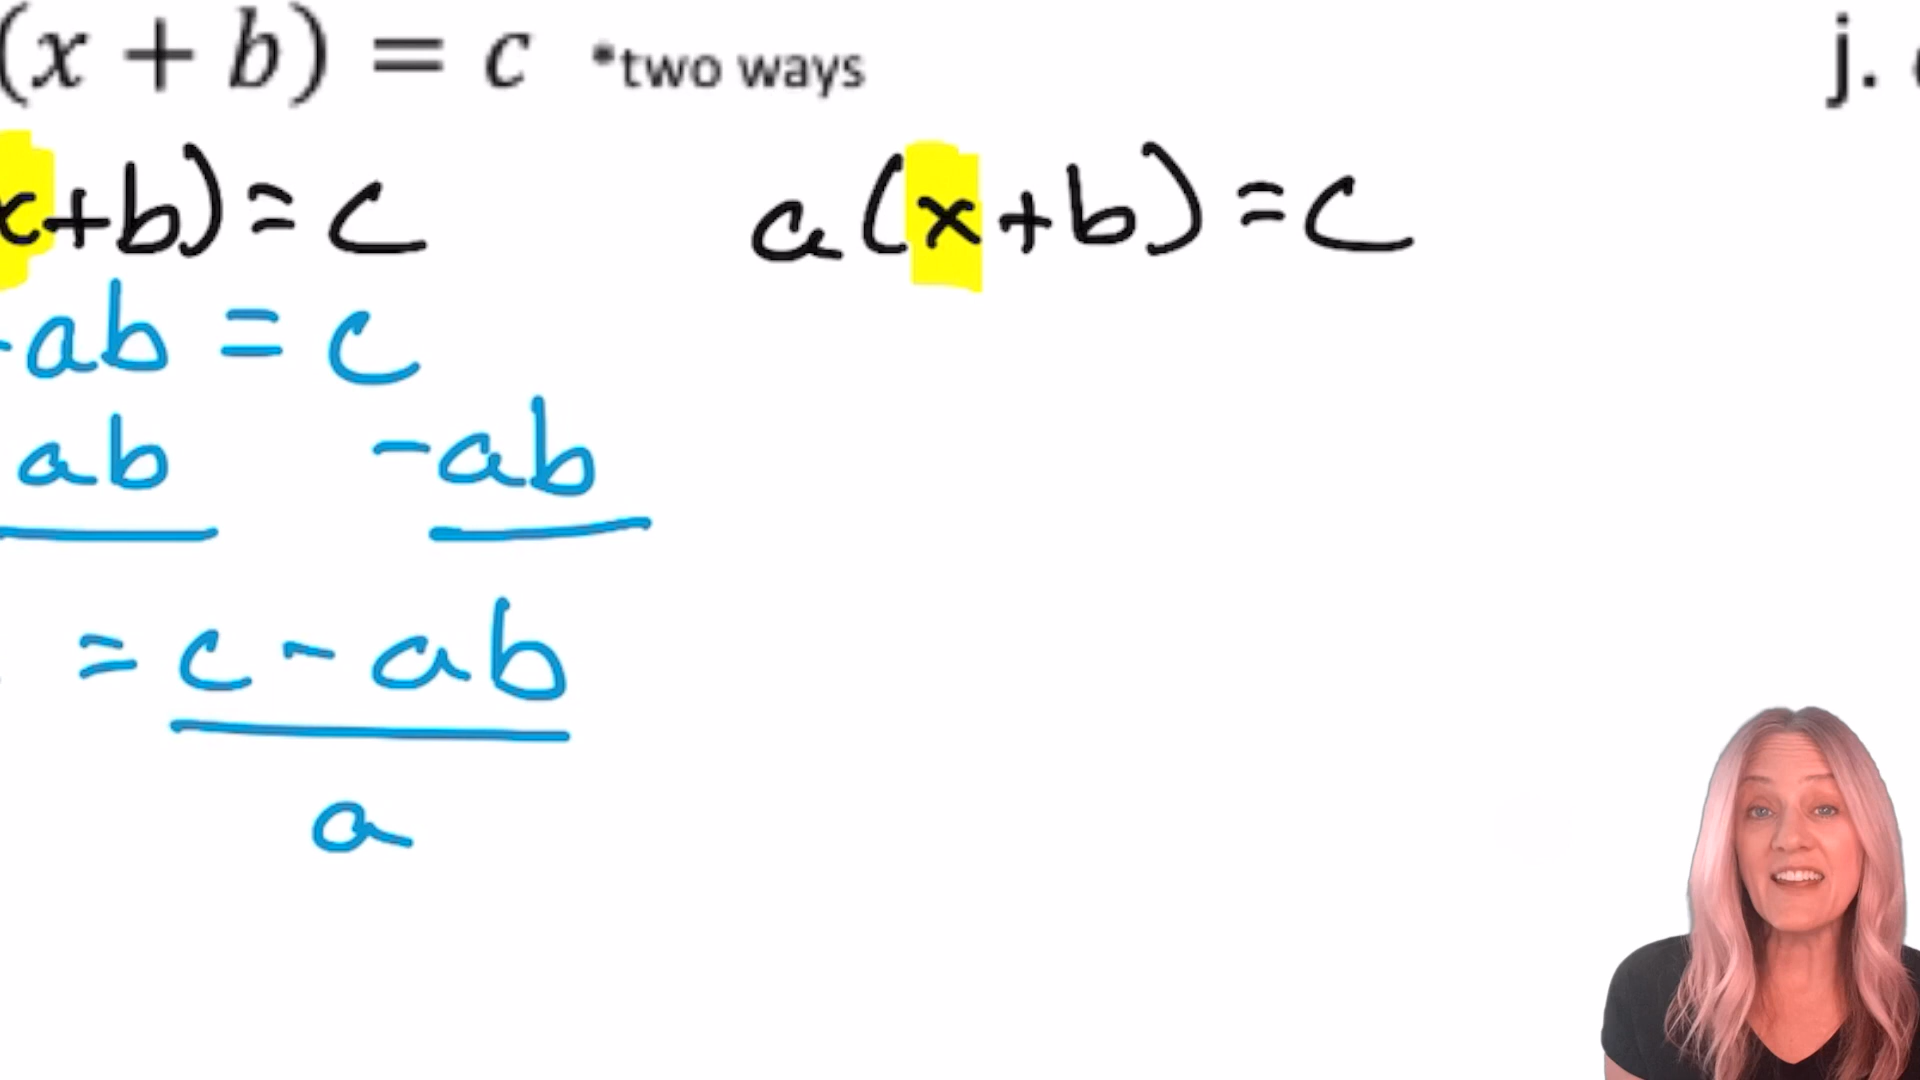 (x + b) = c *two ways
j.
x+b) = c
a(x+b) = c
ab = c
ab -ab
= c - ab
a